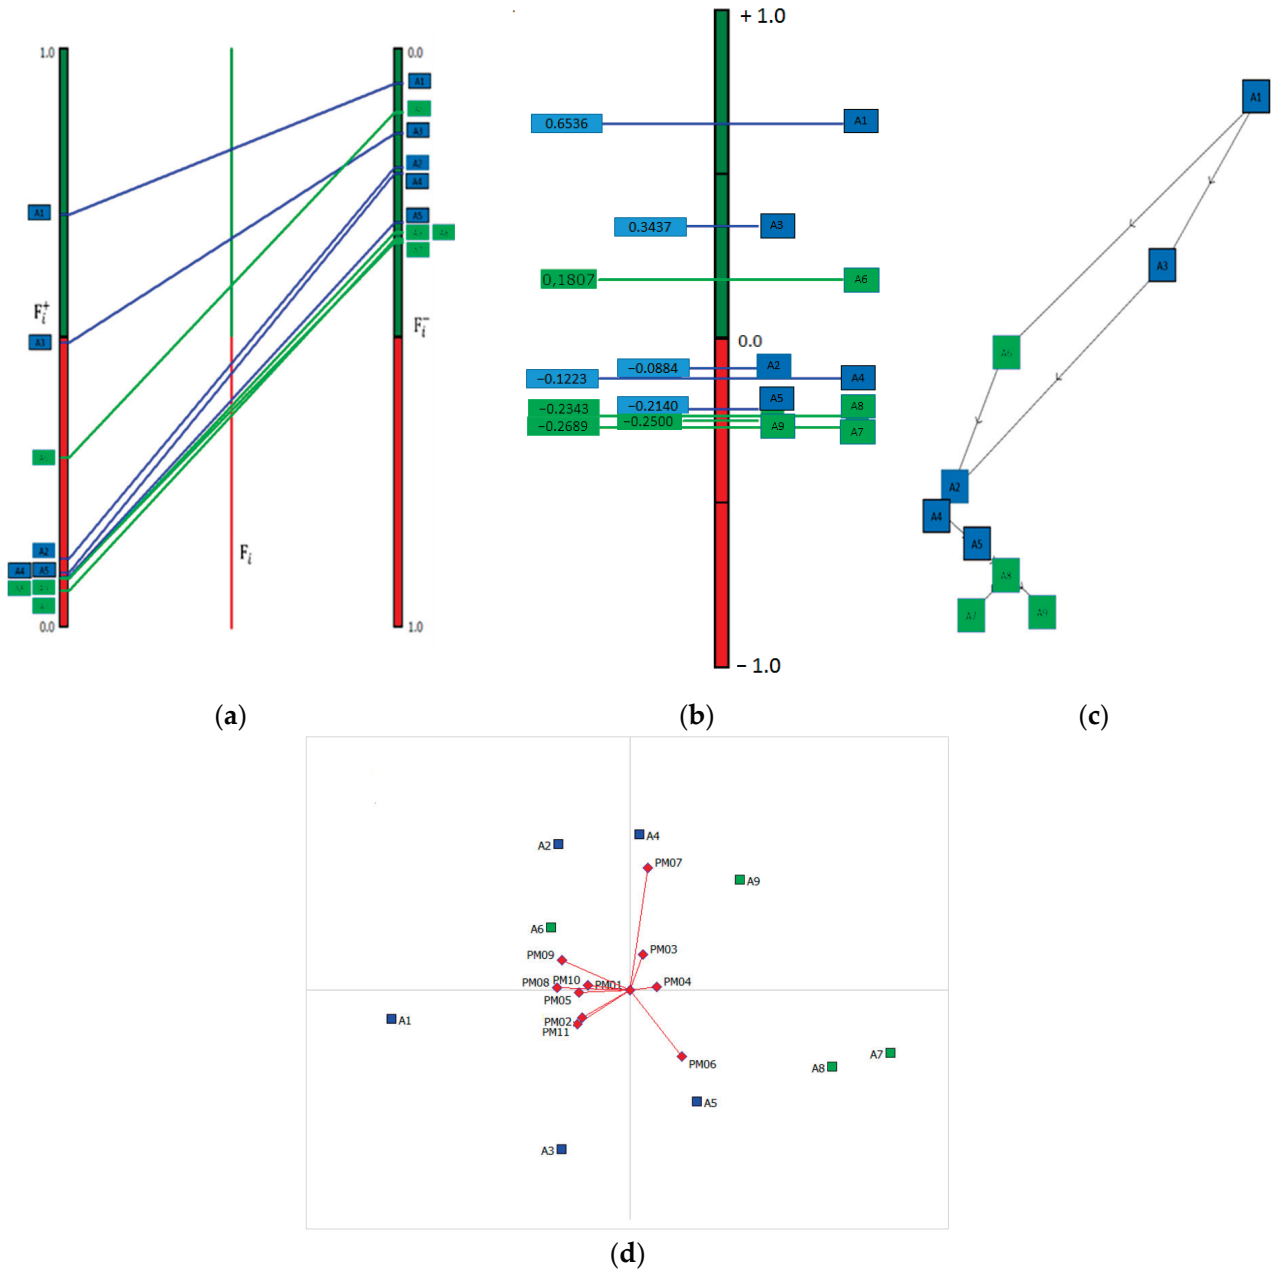 1.0
0.0
A1
A3
A2
A4
A5
A1
F_i^+
F_i^-
A3
A2
A4 A5
F_i
0.0
1.0
+ 1.0
0.6536
A1
0.3437
A3
0,1807
A6
0.0
−0.0884
A2
−0.1223
A4
−0.2140
A5
−0.2343
A8
−0.2500
A9
−0.2689
A7
− 1.0
A1
A3
A6
A2
A4
A5
A8
A7
A9
(a)
(b)
(c)
A4
A2
PM07
A9
A6
PM03
PM09
PM08
PM10
PM01
PM04
PM05
A1
PM02
PM11
PM06
A7
A8
A5
A3
(d)